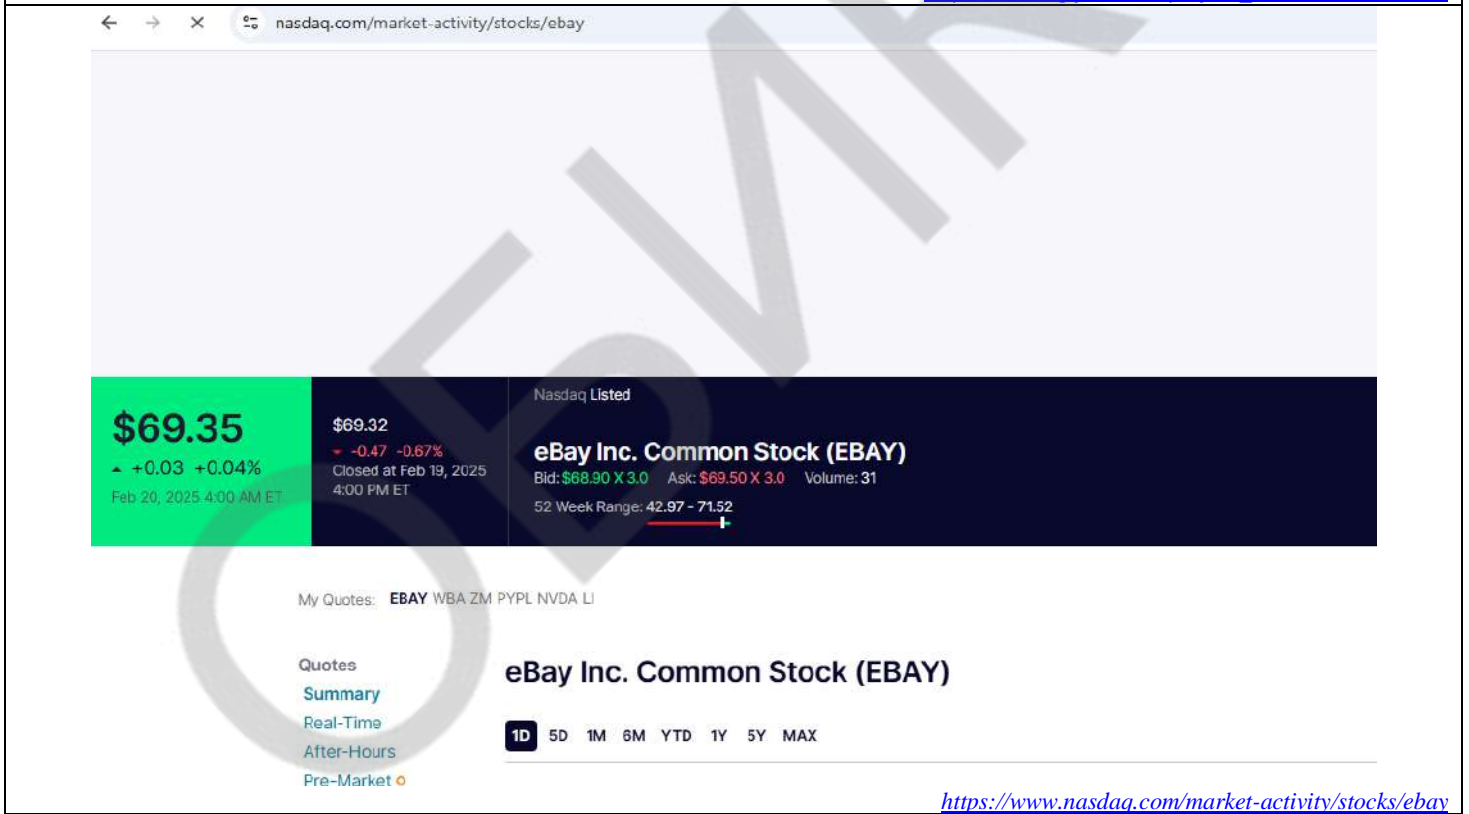 nasdaq.com/market-activity/stocks/ebay
Nasdaq Listed
$69.35
+0.03 +0.04%
Feb 20, 2025 4:00 AM ET
$69.32
-0.47 -0.67%
Closed at Feb 19, 2025
4:00 PM ET
eBay Inc. Common Stock (EBAY)
Bid: $68.90 X 3.0 Ask: $69.50 X 3.0 Volume: 31
52 Week Range: 42.97 - 71.52
My Quotes: EBAY WBA ZM PYPL NVDA LI
Quotes
Summary
Real-Time
After-Hours
Pre-Market
eBay Inc. Common Stock (EBAY)
1D 5D 1M 6M YTD 1Y 5Y MAX
https://www.nasdaq.com/market-activity/stocks/ebay
ОБИК